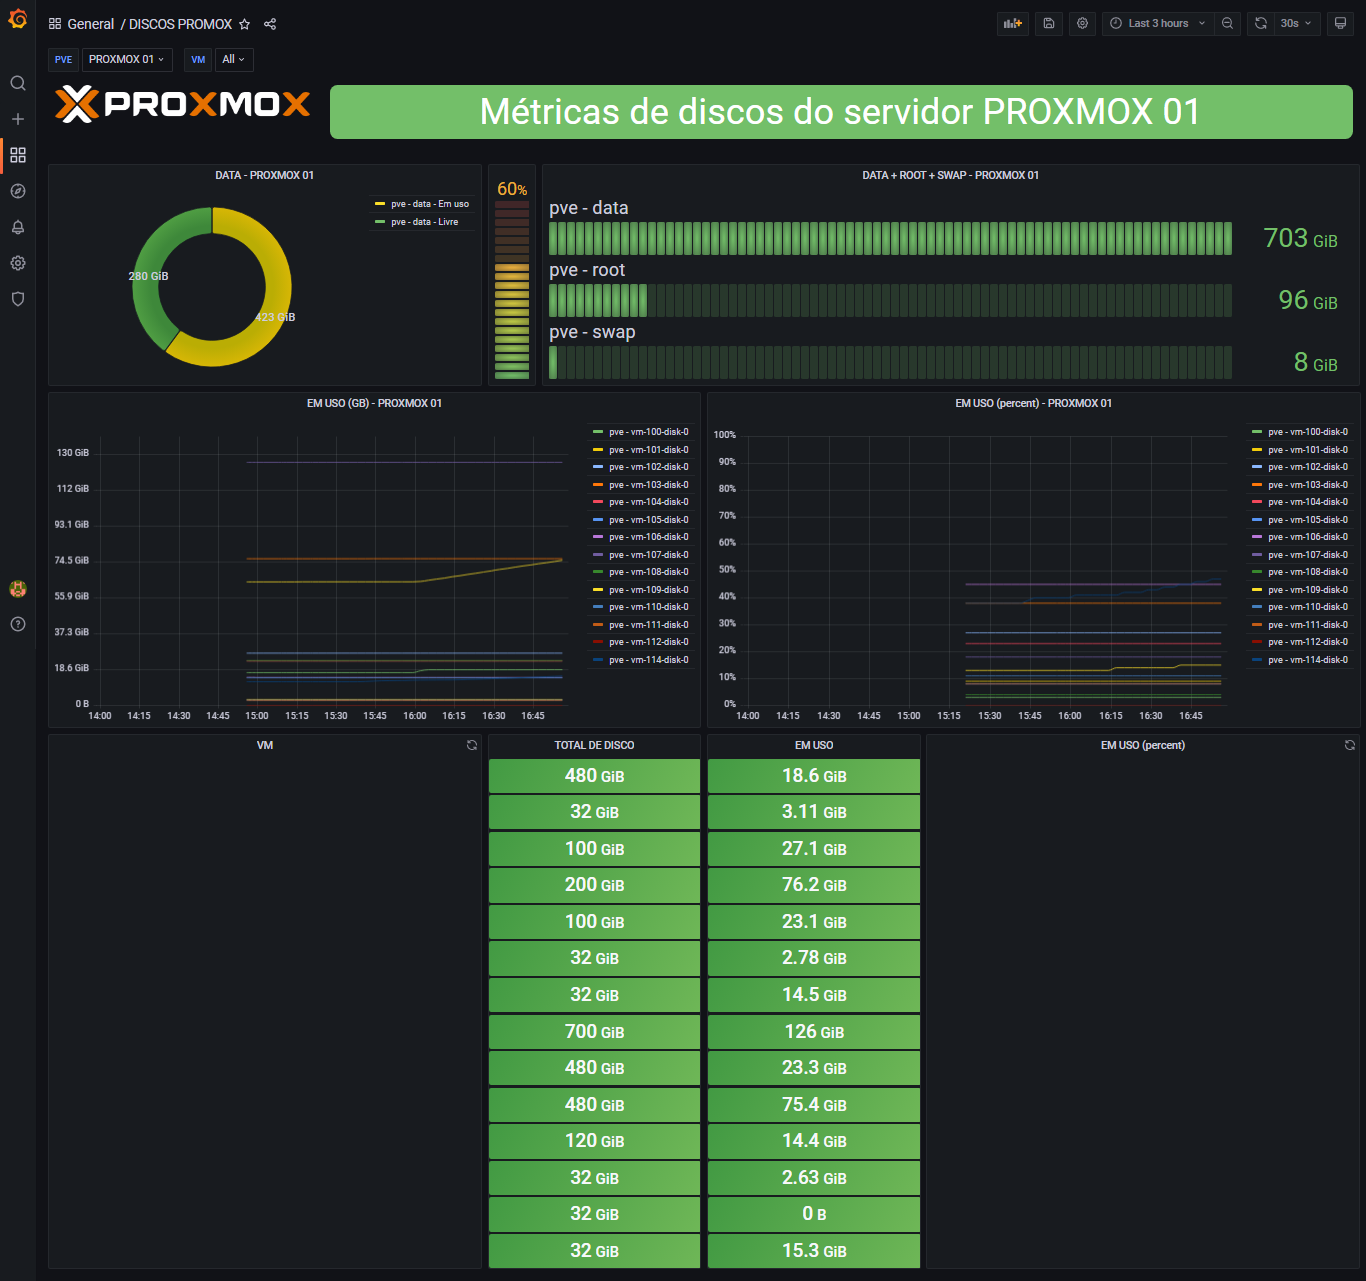 General / DISCOS PROMOX
Last 3 hours
30s
PVE PROXMOX 01 VM All
PROXMOX
Métricas de discos do servidor PROXMOX 01
DATA - PROXMOX 01
pve - data - Em uso
pve - data - Livre
280 GiB
423 GiB
60%
DATA + ROOT + SWAP - PROXMOX 01
pve - data
703 GiB
pve - root
96 GiB
pve - swap
8 GiB
EM USO (GB) - PROXMOX 01
130 GiB
112 GiB
93.1 GiB
74.5 GiB
55.9 GiB
37.3 GiB
18.6 GiB
0 B
14:00 14:15 14:30 14:45 15:00 15:15 15:30 15:45 16:00 16:15 16:30 16:45
pve - vm-100-disk-0
pve - vm-101-disk-0
pve - vm-102-disk-0
pve - vm-103-disk-0
pve - vm-104-disk-0
pve - vm-105-disk-0
pve - vm-106-disk-0
pve - vm-107-disk-0
pve - vm-108-disk-0
pve - vm-109-disk-0
pve - vm-110-disk-0
pve - vm-111-disk-0
pve - vm-112-disk-0
pve - vm-114-disk-0
EM USO (percent) - PROXMOX 01
100%
90%
80%
70%
60%
50%
40%
30%
20%
10%
0%
14:00 14:15 14:30 14:45 15:00 15:15 15:30 15:45 16:00 16:15 16:30 16:45
pve - vm-100-disk-0
pve - vm-101-disk-0
pve - vm-102-disk-0
pve - vm-103-disk-0
pve - vm-104-disk-0
pve - vm-105-disk-0
pve - vm-106-disk-0
pve - vm-107-disk-0
pve - vm-108-disk-0
pve - vm-109-disk-0
pve - vm-110-disk-0
pve - vm-111-disk-0
pve - vm-112-disk-0
pve - vm-114-disk-0
VM
TOTAL DE DISCO
480 GiB
32 GiB
100 GiB
200 GiB
100 GiB
32 GiB
32 GiB
700 GiB
480 GiB
480 GiB
120 GiB
32 GiB
32 GiB
32 GiB
EM USO
18.6 GiB
3.11 GiB
27.1 GiB
76.2 GiB
23.1 GiB
2.78 GiB
14.5 GiB
126 GiB
23.3 GiB
75.4 GiB
14.4 GiB
2.63 GiB
0 B
15.3 GiB
EM USO (percent)